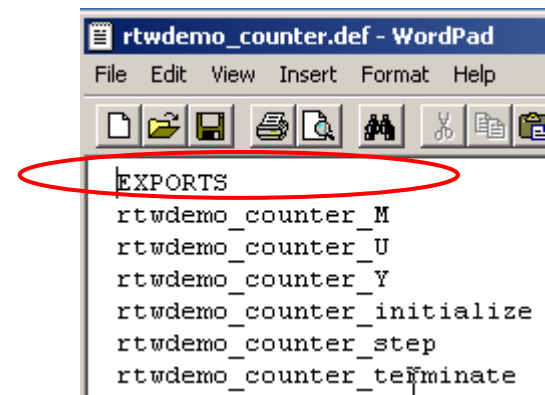 rtwdemo_counter.def - WordPad
File Edit View Insert Format Help
EXPORTS
rtwdemo_counter_M
rtwdemo_counter_U
rtwdemo_counter_Y
rtwdemo_counter_initialize
rtwdemo_counter_step
rtwdemo_counter_terminate